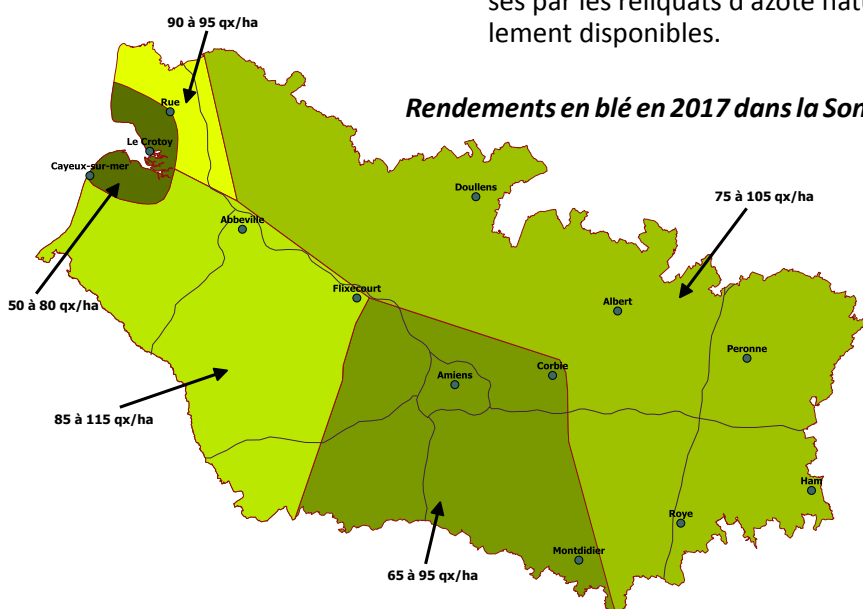 sés par les reliquats d'azote natu
lement disponibles.
Rendements en blé en 2017 dans la Som
90 à 95 qx/ha
Rue
Le Crotoy
Cayeux-sur-mer
Doullens
75 à 105 qx/ha
Abbeville
Flixecourt
50 à 80 qx/ha
Albert
Peronne
Amiens
Corbie
85 à 115 qx/ha
Ham
Roye
Montdidier
65 à 95 qx/ha